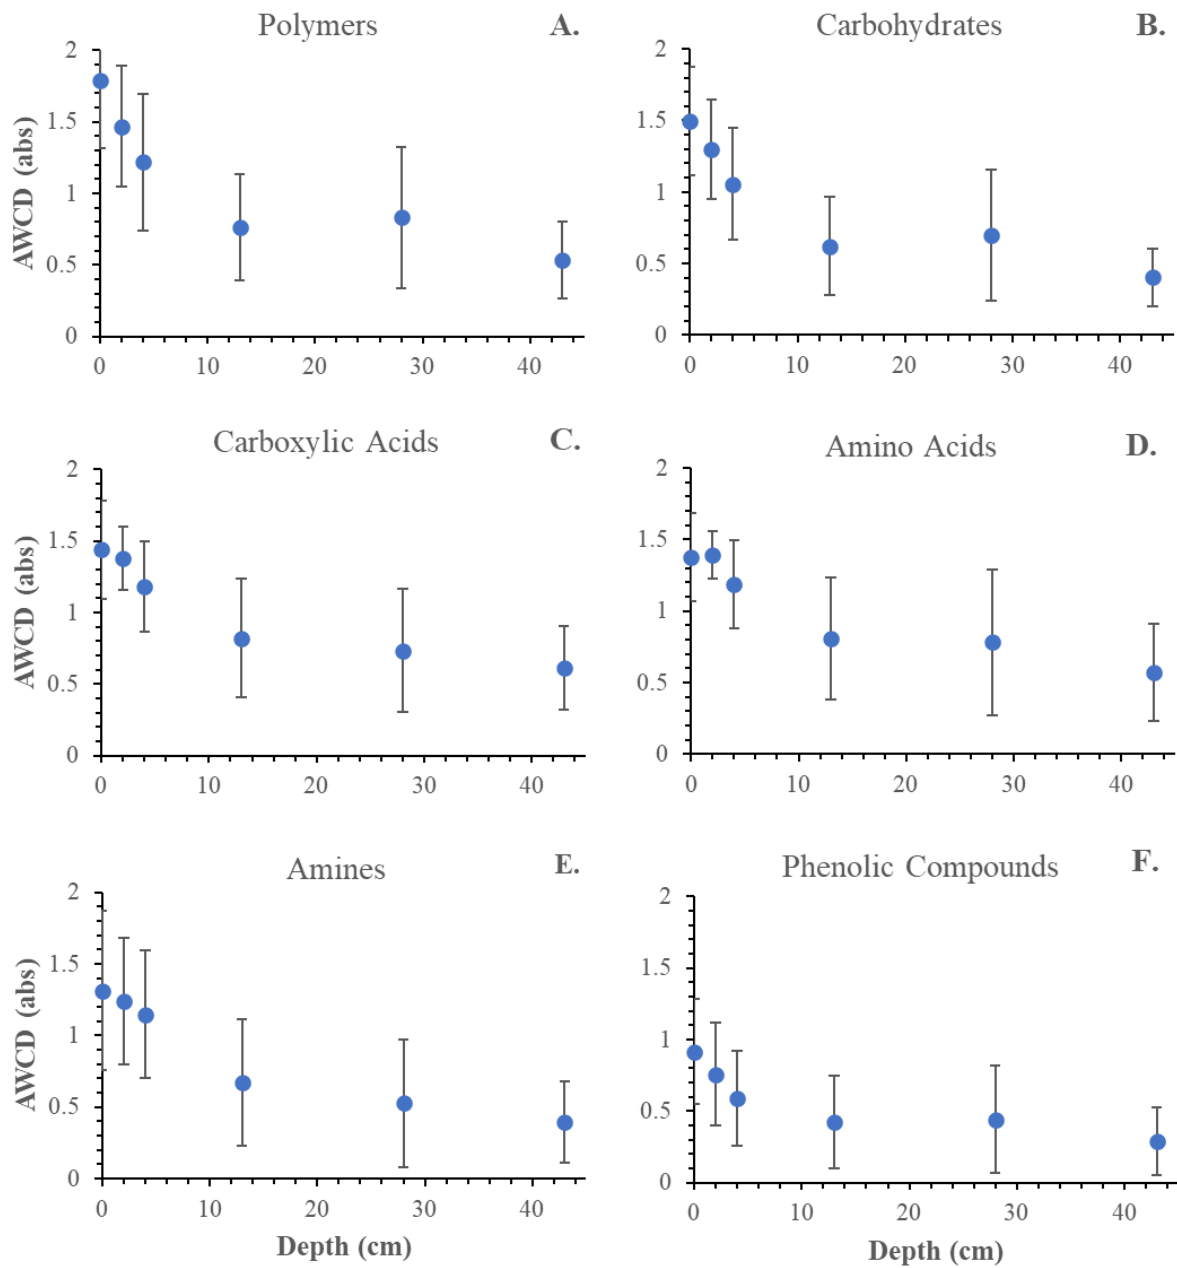 Polymers A.
2
1.5
1
0.5
0
0 10 20 30 40
AWCD (abs)
Carbohydrates B.
2
1.5
1
0.5
0
0 10 20 30 40
Carboxylic Acids C.
2
1.5
1
0.5
0
0 10 20 30 40
AWCD (abs)
Amino Acids D.
2
1.5
1
0.5
0
0 10 20 30 40
Amines E.
2
1.5
1
0.5
0
0 10 20 30 40
AWCD (abs)
Depth (cm)
Phenolic Compounds F.
2
1.5
1
0.5
0
0 10 20 30 40
Depth (cm)